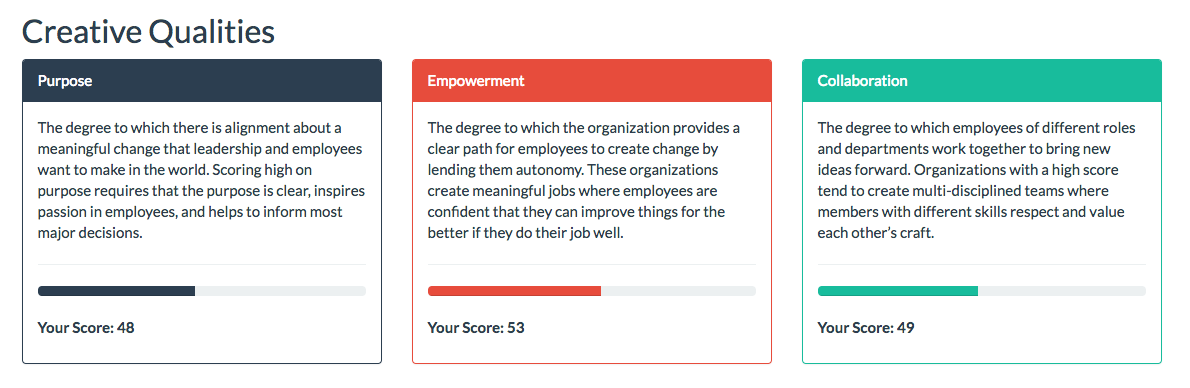 Creative Qualities
Purpose
The degree to which there is alignment about a
meaningful change that leadership and employees
want to make in the world. Scoring high on
purpose requires that the purpose is clear, inspires
passion in employees, and helps to inform most
major decisions.
Your Score: 48
Empowerment
The degree to which the organization provides a
clear path for employees to create change by
lending them autonomy. These organizations
create meaningful jobs where employees are
confident that they can improve things for the
better if they do their job well.
Your Score: 53
Collaboration
The degree to which employees of different roles
and departments work together to bring new
ideas forward. Organizations with a high score
tend to create multi-disciplined teams where
members with different skills respect and value
each other’s craft.
Your Score: 49